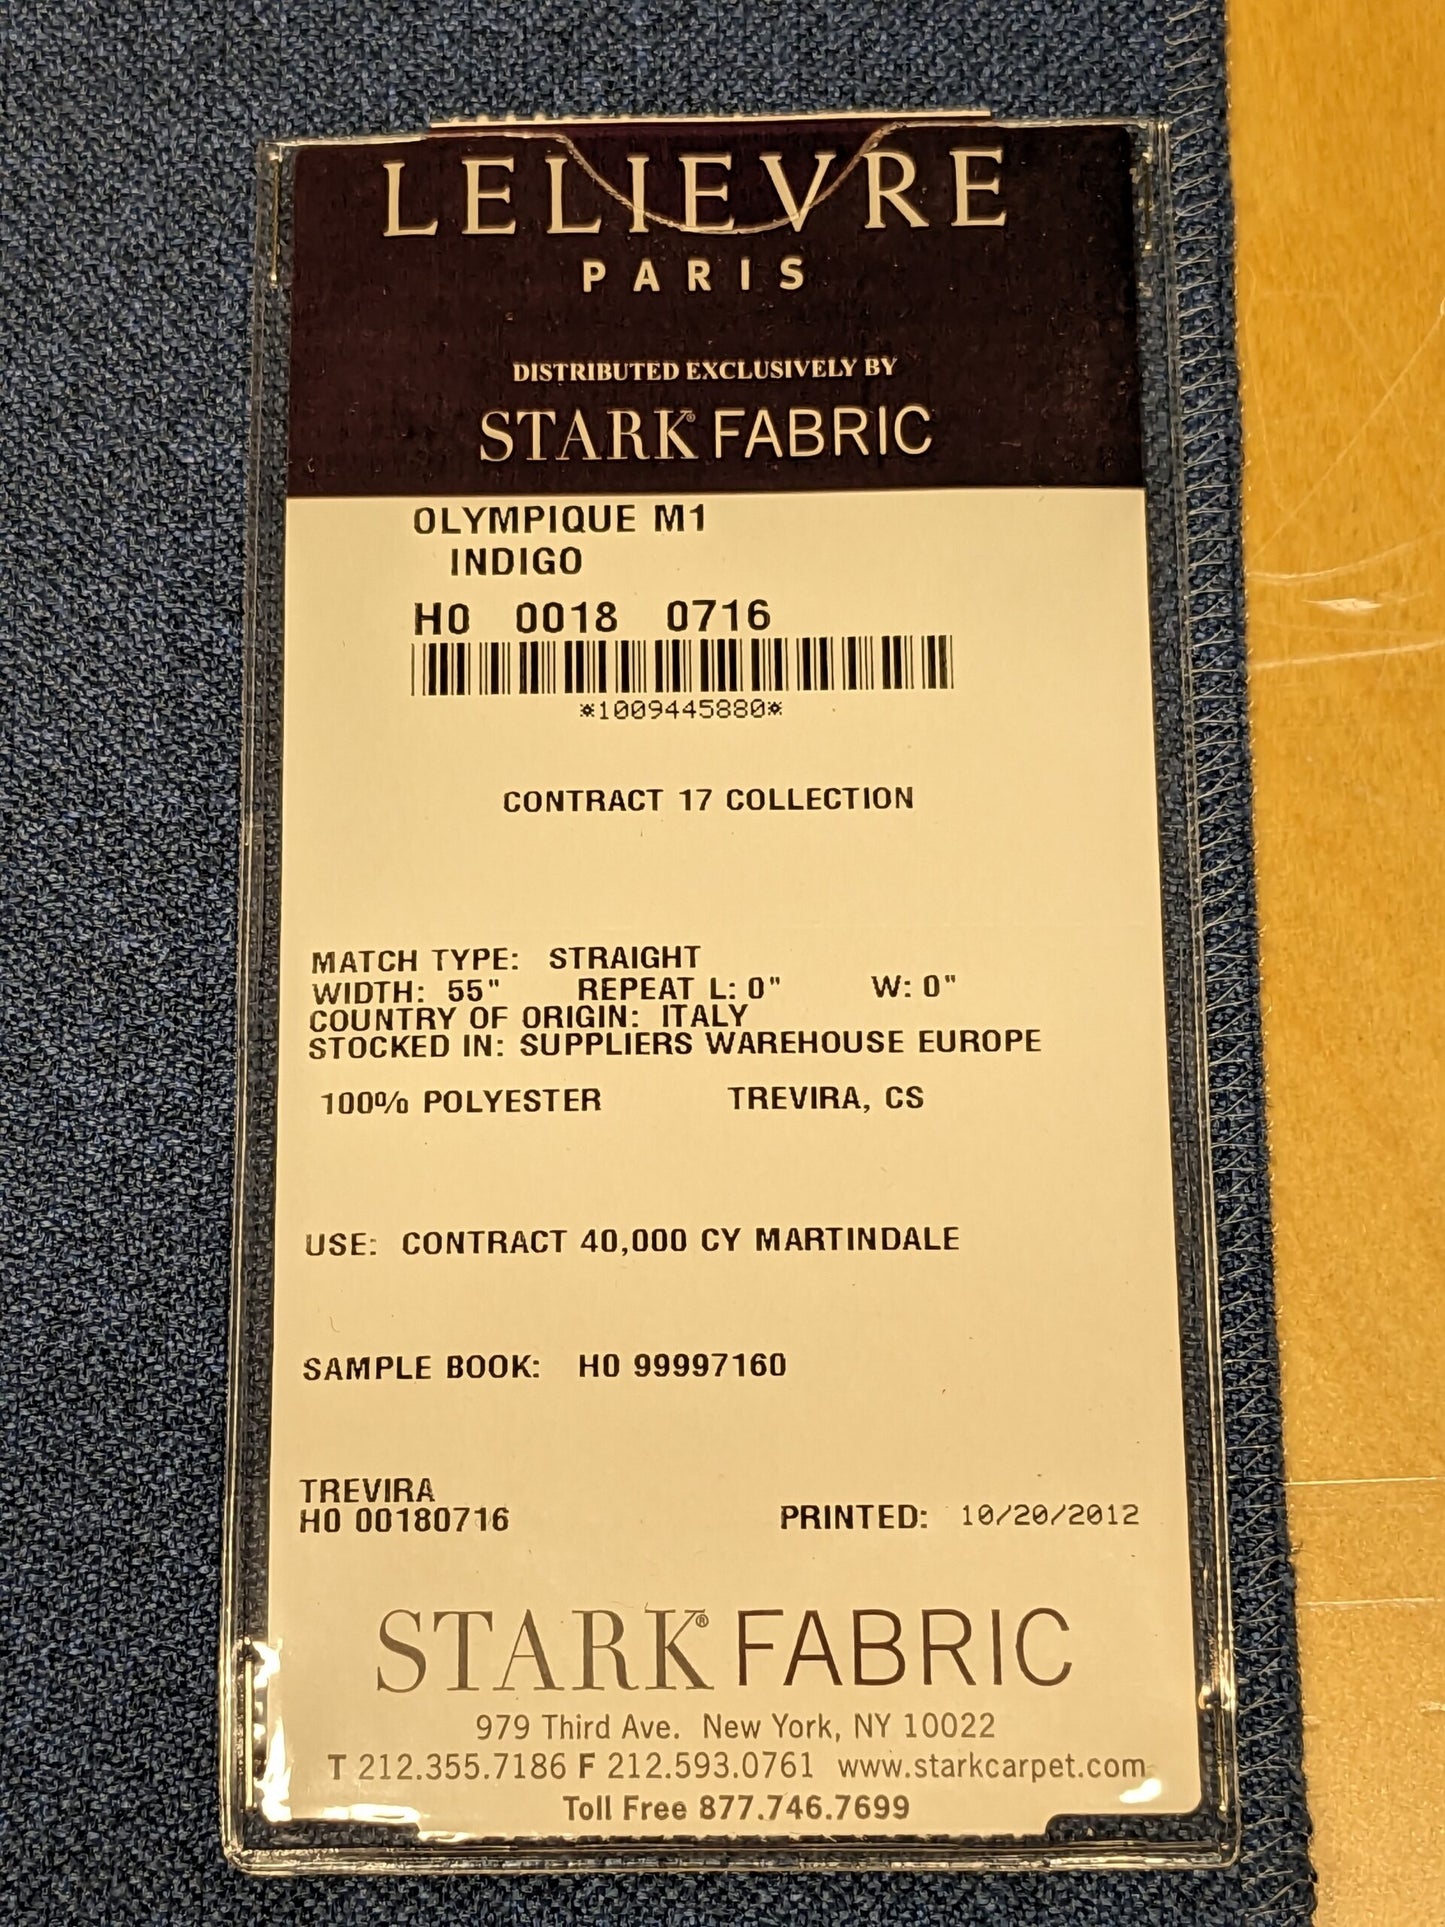 LELIEVRE
PARIS
DISTRIBUTED EXCLUSIVELY BY
STARK® FABRIC
OLYMPIQUE M1
INDIGO
H0 0018 0716
*1009445880*
CONTRACT 17 COLLECTION
MATCH TYPE: STRAIGHT
WIDTH: 55" REPEAT L: 0" W: 0"
COUNTRY OF ORIGIN: ITALY
STOCKED IN: SUPPLIERS WAREHOUSE EUROPE
100% POLYESTER TREVIRA, CS
USE: CONTRACT 40,000 CY MARTINDALE
SAMPLE BOOK: H0 99997160
TREVIRA
H0 00180716 PRINTED: 10/20/2012
STARK® FABRIC
979 Third Ave. New York, NY 10022
T 212.355.7186 F 212.593.0761 www.starkcarpet.com
Toll Free 877.746.7699